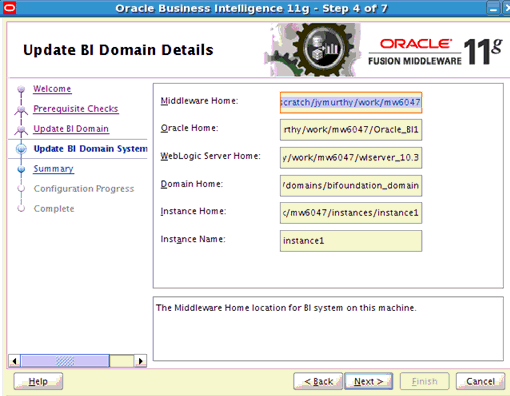 Oracle Business Intelligence 11g - Step 4 of 7
Update BI Domain Details
ORACLE
FUSION MIDDLEWARE 11g
Welcome
Prerequisite Checks
Update BI Domain
Update BI Domain System
Summary
Configuration Progress
Complete
Middleware Home: scratch/jymurthy/work/mw6047
Oracle Home: rthy/work/mw6047/Oracle_BI1
WebLogic Server Home: y/work/mw6047/wlserver_10.3
Domain Home: /domains/bifoundation_domain
Instance Home: c/mw6047/instances/instance1
Instance Name: instance1
The Middleware Home location for BI system on this machine.
Help
< Back
Next >
Finish
Cancel